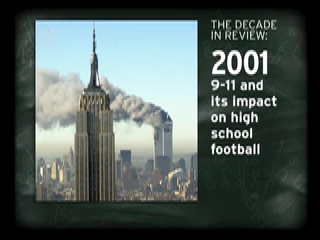 THE DECADE
IN REVIEW:
2001
9-11 and
its impact
on high
school
football